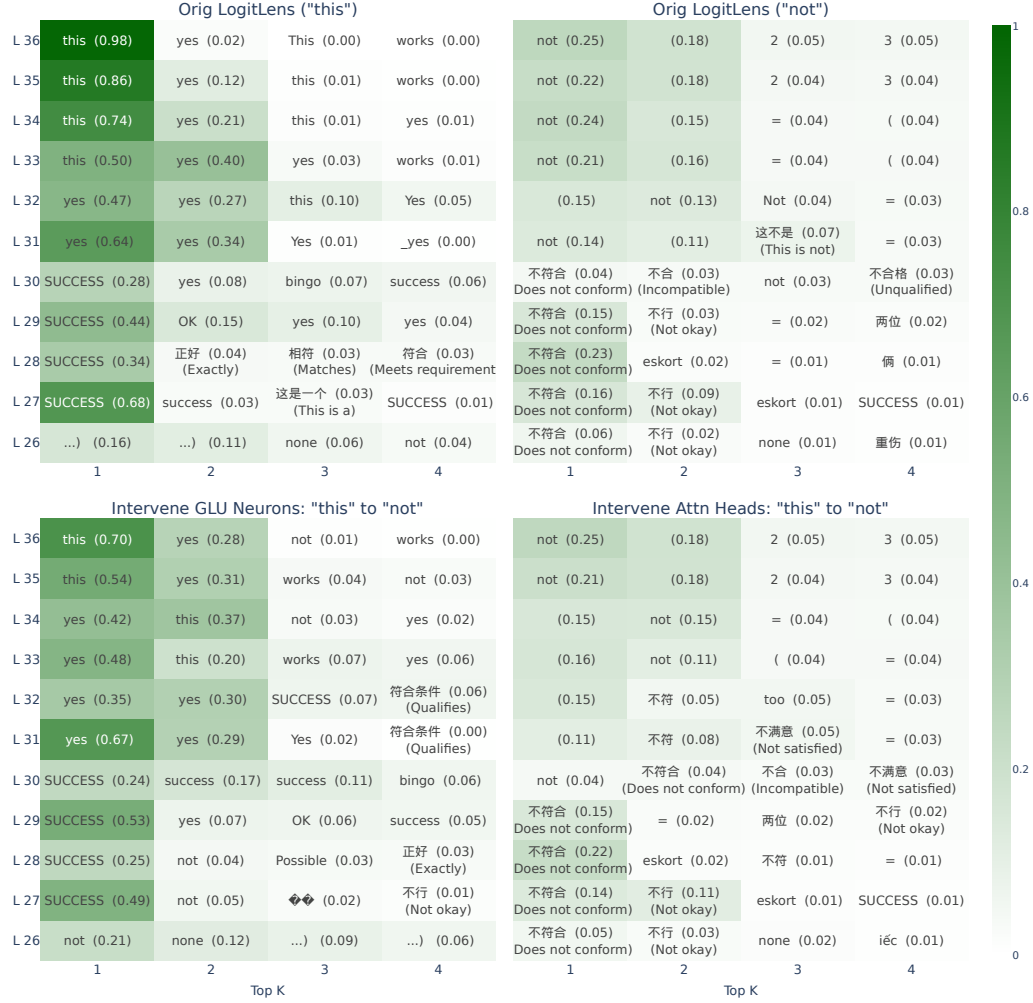 Orig LogitLens ("this")
L 36 this (0.98) yes (0.02) This (0.00) works (0.00)
L 35 this (0.86) yes (0.12) this (0.01) works (0.00)
L 34 this (0.74) yes (0.21) this (0.01) yes (0.01)
L 33 this (0.50) yes (0.40) yes (0.03) works (0.01)
L 32 yes (0.47) yes (0.27) this (0.10) Yes (0.05)
L 31 yes (0.64) yes (0.34) Yes (0.01) _yes (0.00)
L 30 SUCCESS (0.28) yes (0.08) bingo (0.07) success (0.06)
L 29 SUCCESS (0.44) OK (0.15) yes (0.10) yes (0.04)
L 28 SUCCESS (0.34) 正好 (0.04) 相符 (0.03) 符合 (0.03)
(Exactly) (Matches) (Meets requirement
L 27 SUCCESS (0.68) success (0.03) 这是一个 (0.03) SUCCESS (0.01)
(This is a)
L 26 ...) (0.16) ...) (0.11) none (0.06) not (0.04)
1 2 3 4
Orig LogitLens ("not")
not (0.25) (0.18) 2 (0.05) 3 (0.05)
not (0.22) (0.18) 2 (0.04) 3 (0.04)
not (0.24) (0.15) = (0.04) ( (0.04)
not (0.21) (0.16) = (0.04) ( (0.04)
(0.15) not (0.13) Not (0.04) = (0.03)
not (0.14) (0.11) 这不是 (0.07) = (0.03)
(This is not)
不符合 (0.04) 不合 (0.03) not (0.03) 不合格 (0.03)
Does not conform) (Incompatible) (Unqualified)
不符合 (0.15) 不行 (0.03) = (0.02) 两位 (0.02)
Does not conform) (Not okay)
不符合 (0.23) eskort (0.02) = (0.01) 俩 (0.01)
Does not conform)
不符合 (0.16) 不行 (0.09) eskort (0.01) SUCCESS (0.01)
Does not conform) (Not okay)
不符合 (0.06) 不行 (0.02) none (0.01) 重伤 (0.01)
Does not conform) (Not okay)
1 2 3 4
Intervene GLU Neurons: "this" to "not"
L 36 this (0.70) yes (0.28) not (0.01) works (0.00)
L 35 this (0.54) yes (0.31) works (0.04) not (0.03)
L 34 yes (0.42) this (0.37) not (0.03) yes (0.02)
L 33 yes (0.48) this (0.20) works (0.07) yes (0.06)
L 32 yes (0.35) yes (0.30) SUCCESS (0.07) 符合条件 (0.06)
(Qualifies)
L 31 yes (0.67) yes (0.29) Yes (0.02) 符合条件 (0.00)
(Qualifies)
L 30 SUCCESS (0.24) success (0.17) success (0.11) bingo (0.06)
L 29 SUCCESS (0.53) yes (0.07) OK (0.06) success (0.05)
L 28 SUCCESS (0.25) not (0.04) Possible (0.03) 正好 (0.03)
(Exactly)
L 27 SUCCESS (0.49) not (0.05) �� (0.02) 不行 (0.01)
(Not okay)
L 26 not (0.21) none (0.12) ...) (0.09) ...) (0.06)
1 2 3 4
Top K
Intervene Attn Heads: "this" to "not"
not (0.25) (0.18) 2 (0.05) 3 (0.05)
not (0.21) (0.18) 2 (0.04) 3 (0.04)
(0.15) not (0.15) = (0.04) ( (0.04)
(0.16) not (0.11) ( (0.04) = (0.04)
(0.15) 不符 (0.05) too (0.05) = (0.03)
(0.11) 不符 (0.08) 不满意 (0.05) = (0.03)
(Not satisfied)
not (0.04) 不符合 (0.04) 不合 (0.03) 不满意 (0.03)
(Does not conform) (Incompatible) (Not satisfied)
不符合 (0.15) = (0.02) 两位 (0.02) 不行 (0.02)
Does not conform) (Not okay)
不符合 (0.22) eskort (0.02) 不符 (0.01) = (0.01)
Does not conform)
不符合 (0.14) 不行 (0.11) eskort (0.01) SUCCESS (0.01)
Does not conform) (Not okay)
不符合 (0.05) 不行 (0.03) none (0.02) iếc (0.01)
Does not conform) (Not okay)
1 2 3 4
Top K
1
0.8
0.6
0.4
0.2
0